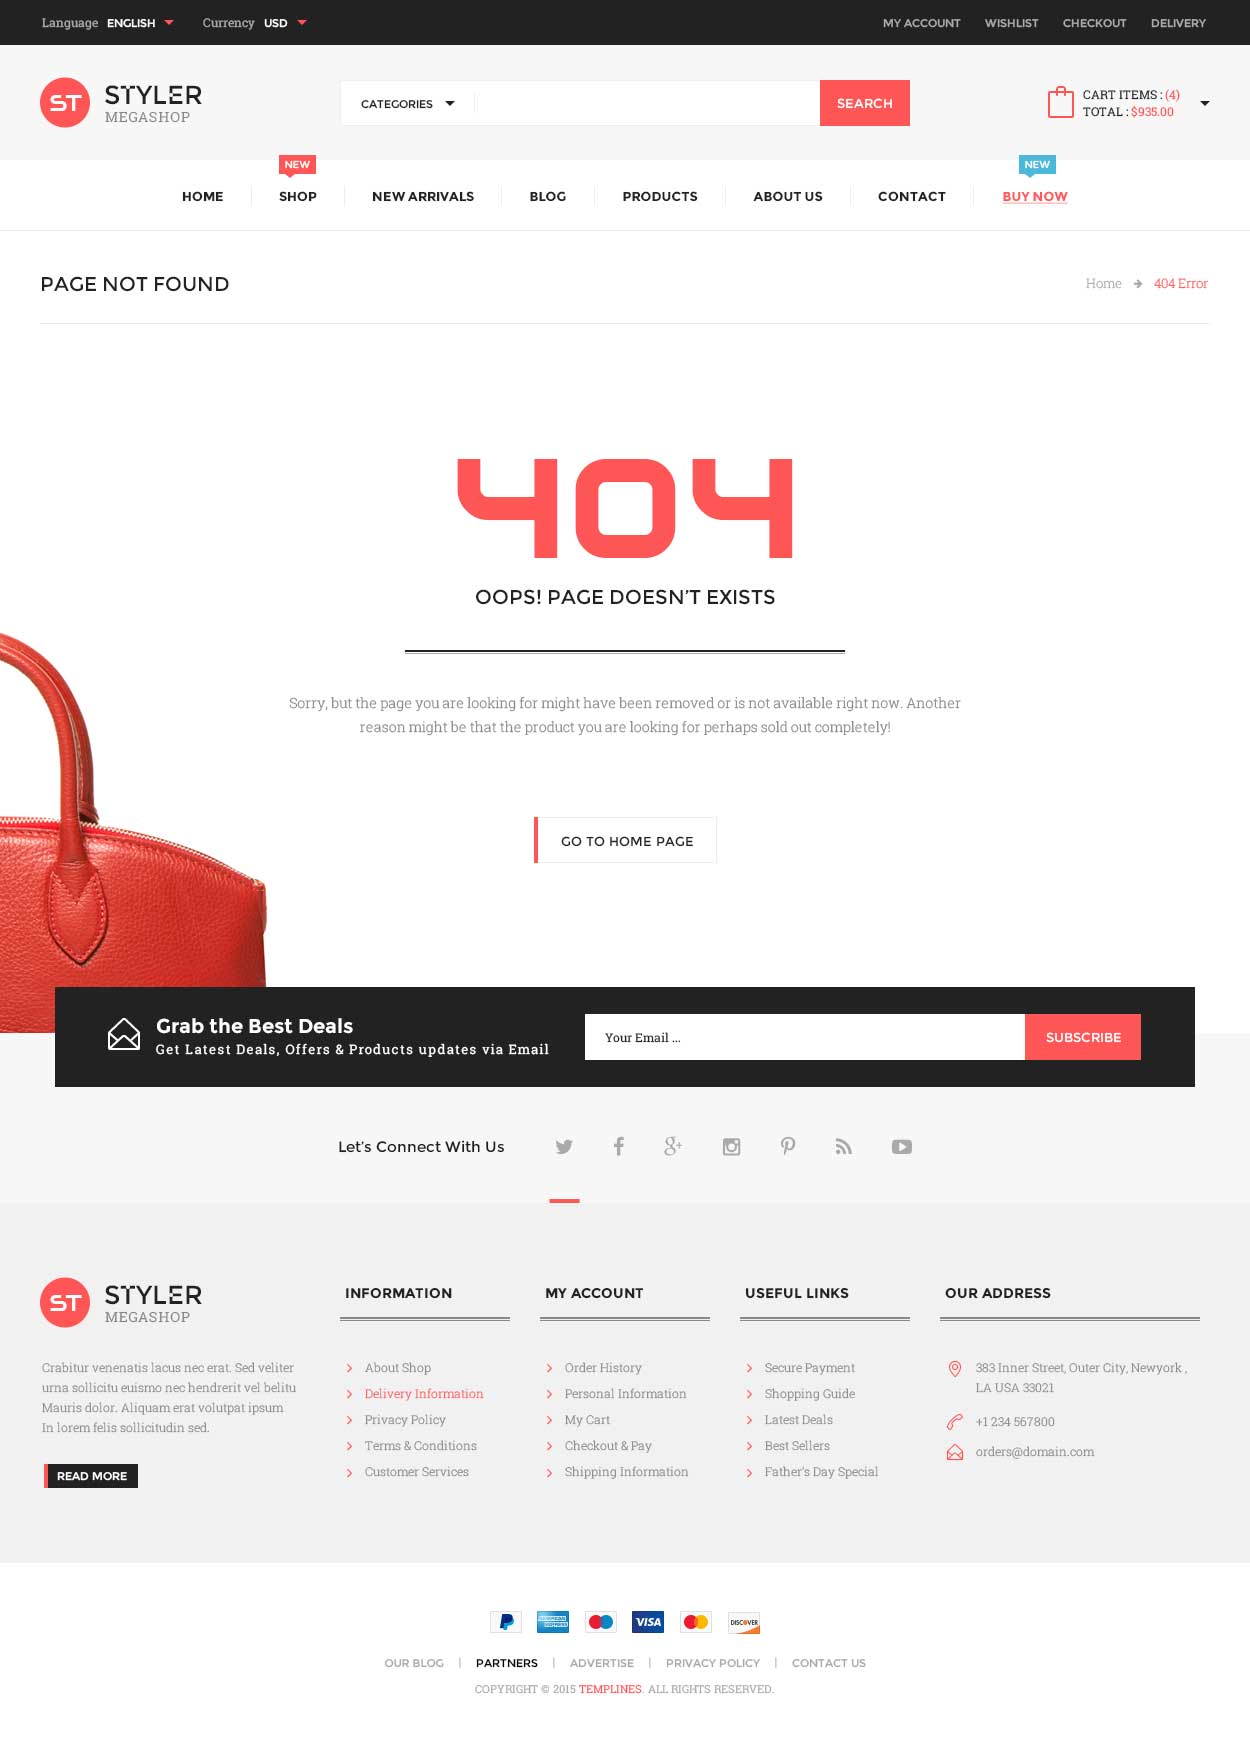 Language ENGLISH Currency USD MY ACCOUNT WISHLIST CHECKOUT DELIVERY
ST STYLER
MEGASHOP
CATEGORIES SEARCH
CART ITEMS : (4)
TOTAL : $935.00
NEW NEW
HOME SHOP NEW ARRIVALS BLOG PRODUCTS ABOUT US CONTACT BUY NOW
PAGE NOT FOUND Home 404 Error
404
OOPS! PAGE DOESN'T EXISTS
Sorry, but the page you are looking for might have been removed or is not available right now. Another
reason might be that the product you are looking for perhaps sold out completely!
GO TO HOME PAGE
Grab the Best Deals
Get Latest Deals, Offers & Products updates via Email
Your Email ... SUBSCRIBE
Let's Connect With Us
ST STYLER
MEGASHOP
Crabitur venenatis lacus nec erat. Sed veliter
urna sollicitu euismo nec hendrerit vel belitu
Mauris dolor. Aliquam erat volutpat ipsum
In lorem felis sollicitudin sed.
READ MORE
INFORMATION
About Shop
Delivery Information
Privacy Policy
Terms & Conditions
Customer Services
MY ACCOUNT
Order History
Personal Information
My Cart
Checkout & Pay
Shipping Information
USEFUL LINKS
Secure Payment
Shopping Guide
Latest Deals
Best Sellers
Father's Day Special
OUR ADDRESS
383 Inner Street, Outer City, Newyork ,
LA USA 33021
+1 234 567800
orders@domain.com
AMERICAN EXPRESS VISA DISCOVER
OUR BLOG | PARTNERS | ADVERTISE | PRIVACY POLICY | CONTACT US
COPYRIGHT © 2015 TEMPLINES. ALL RIGHTS RESERVED.